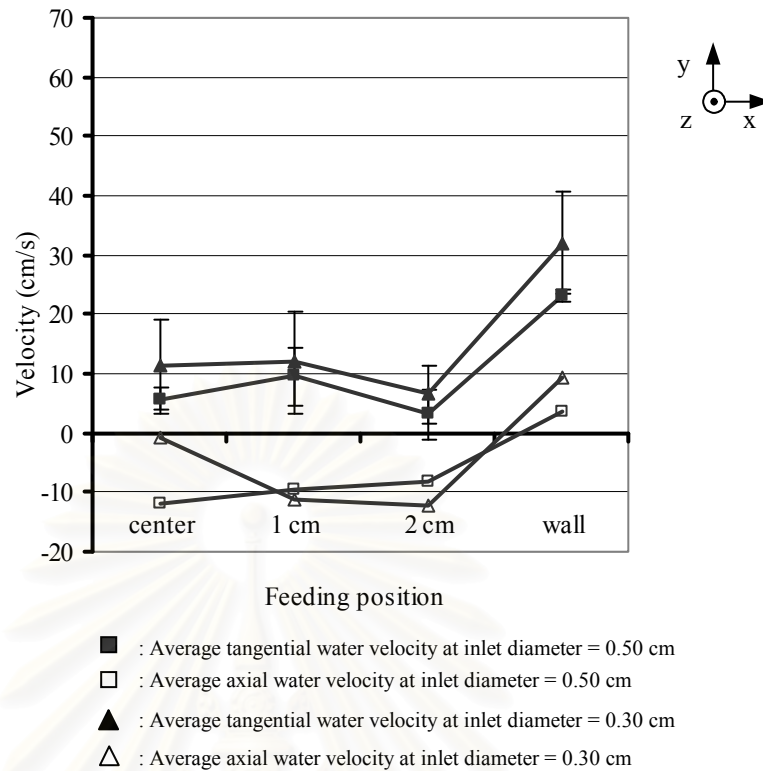 70
60
50
40
30
20
10
0
-10
-20
Velocity (cm/s)
center 1 cm 2 cm wall
Feeding position
y
z x
: Average tangential water velocity at inlet diameter = 0.50 cm
: Average axial water velocity at inlet diameter = 0.50 cm
: Average tangential water velocity at inlet diameter = 0.30 cm
: Average axial water velocity at inlet diameter = 0.30 cm